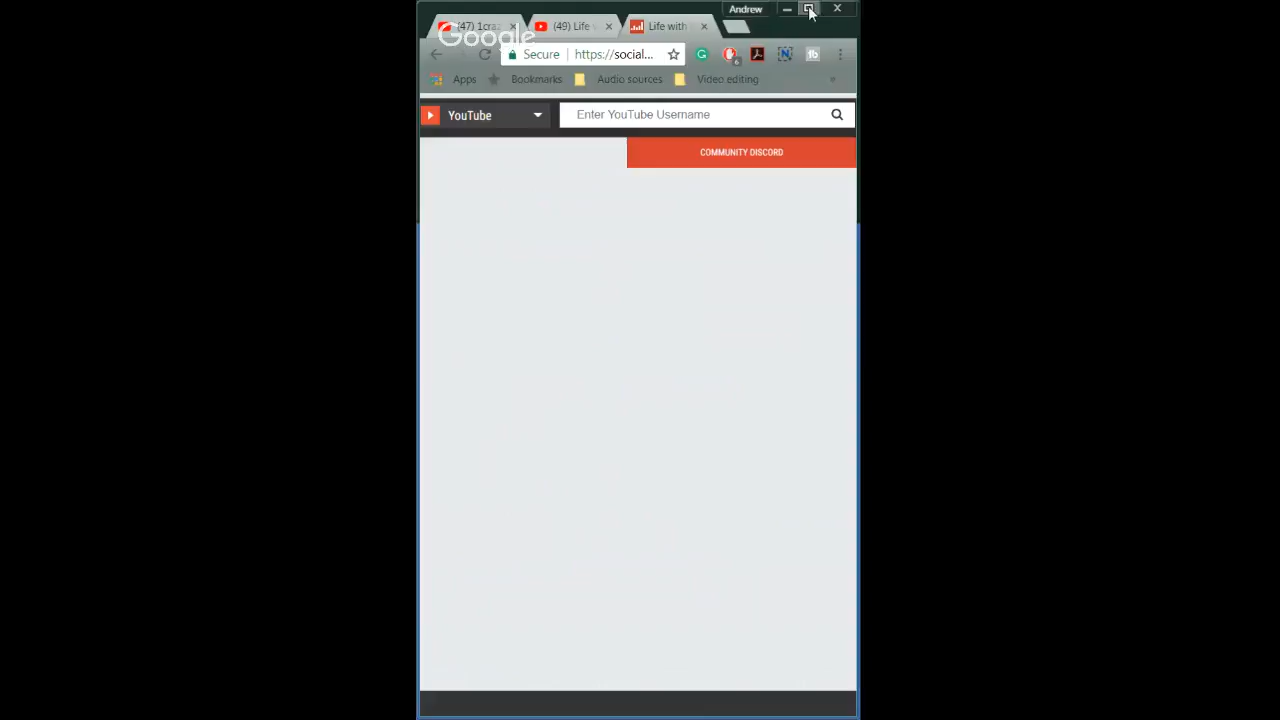 Andrew
(47) 1craz
(49) Life
Life with
Google
Secure
https://social...
Apps
Bookmarks
Audio sources
Video editing
YouTube
Enter YouTube Username
COMMUNITY DISCORD